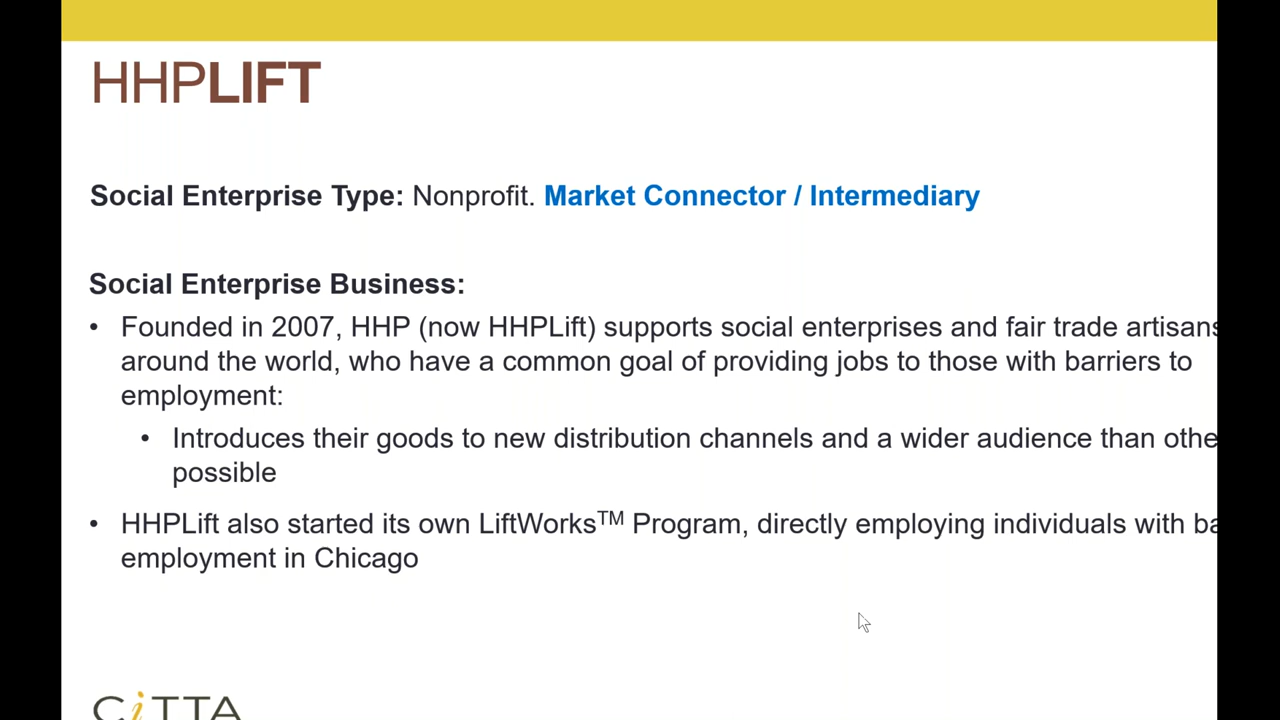 HHPLIFT
Social Enterprise Type: Nonprofit. Market Connector / Intermediary
Social Enterprise Business:
• Founded in 2007, HHP (now HHPLift) supports social enterprises and fair trade artisans
around the world, who have a common goal of providing jobs to those with barriers to
employment:
• Introduces their goods to new distribution channels and a wider audience than
possible
• HHPLift also started its own LiftWorks™ Program, directly employing individuals with
employment in Chicago
CiTTA